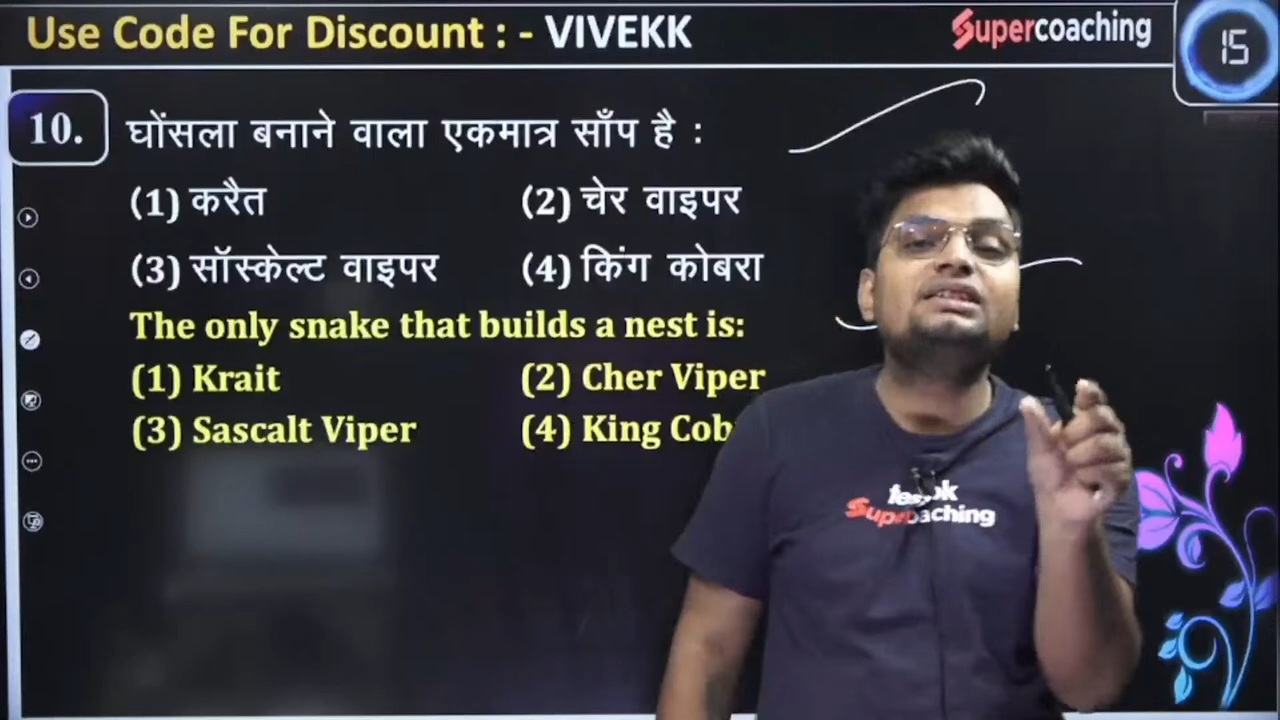 Use Code For Discount : - VIVEKK
Supercoaching
15
10. घोंसला बनाने वाला एकमात्र साँप है :
(1) करैत (2) चेर वाइपर
(3) सॉस्केल्ट वाइपर (4) किंग कोबरा
The only snake that builds a nest is:
(1) Krait (2) Cher Viper
(3) Sascalt Viper (4) King Cob
Supercoaching